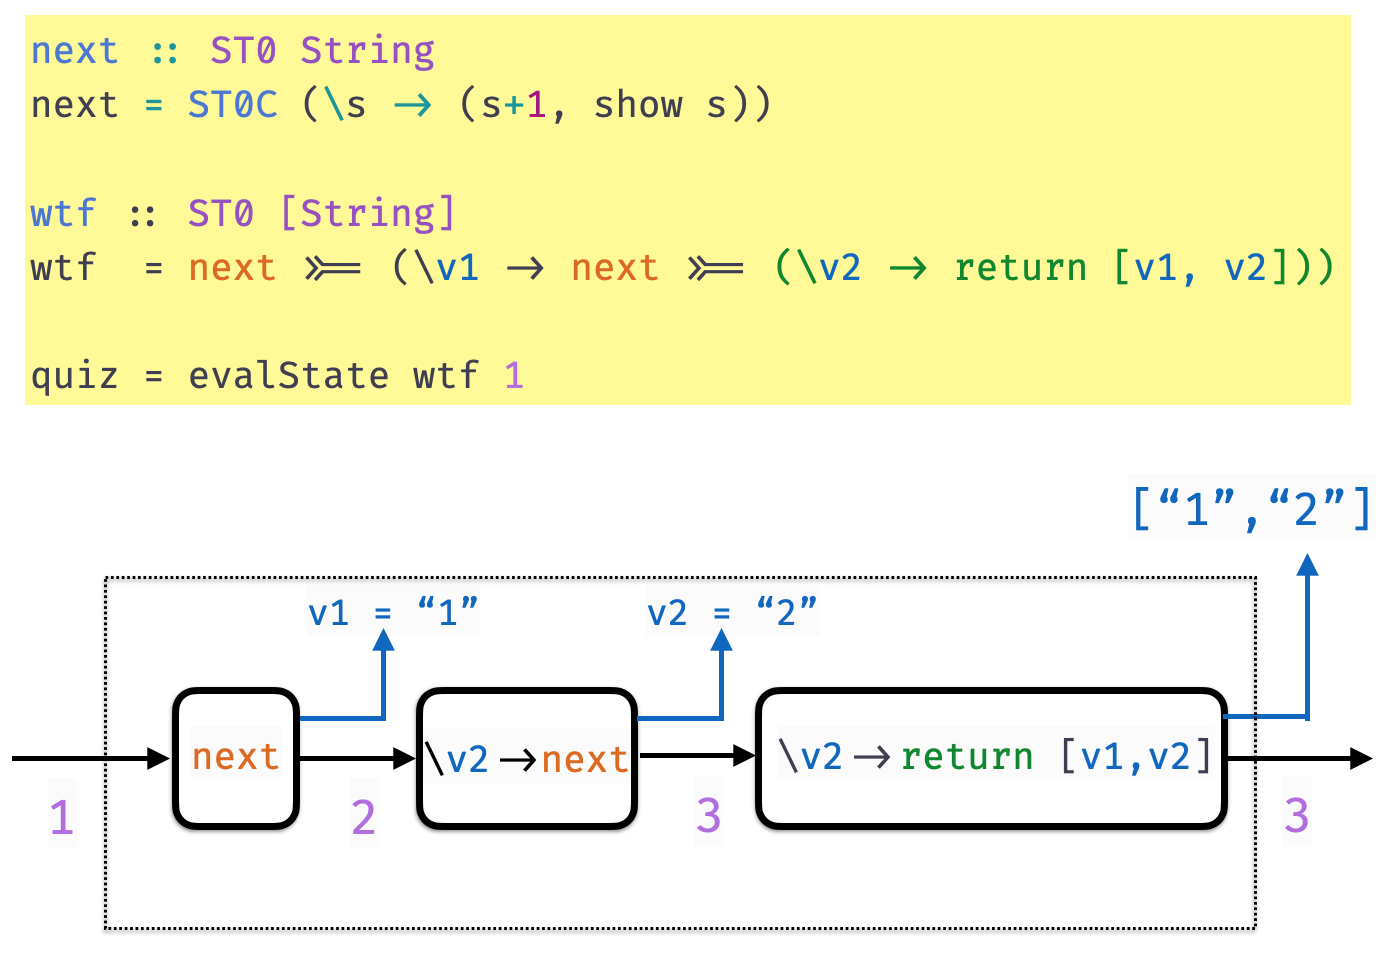 next :: ST0 String
next = ST0C (\s -> (s+1, show s))
wtf :: ST0 [String]
wtf = next >>= (\v1 -> next >>= (\v2 -> return [v1, v2]))
quiz = evalState wtf 1
[“1”,“2”]
v1 = “1”
v2 = “2”
next
\v2 -> next
\v2 -> return [v1,v2]
1
2
3
3